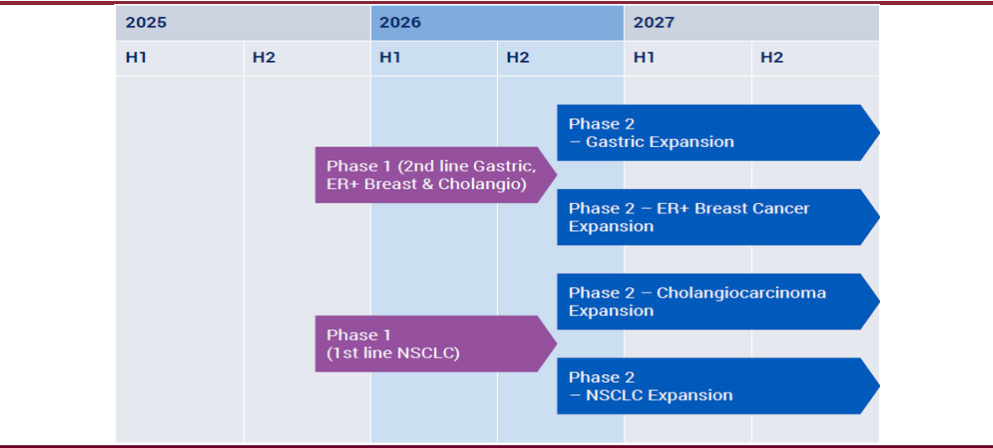 2025
2026
2027
H1
H2
H1
H2
H1
H2
Phase 2
– Gastric Expansion
Phase 1 (2nd line Gastric,
ER+ Breast & Cholangio)
Phase 2 – ER+ Breast Cancer
Expansion
Phase 2 – Cholangiocarcinoma
Expansion
Phase 1
(1st line NSCLC)
Phase 2
– NSCLC Expansion